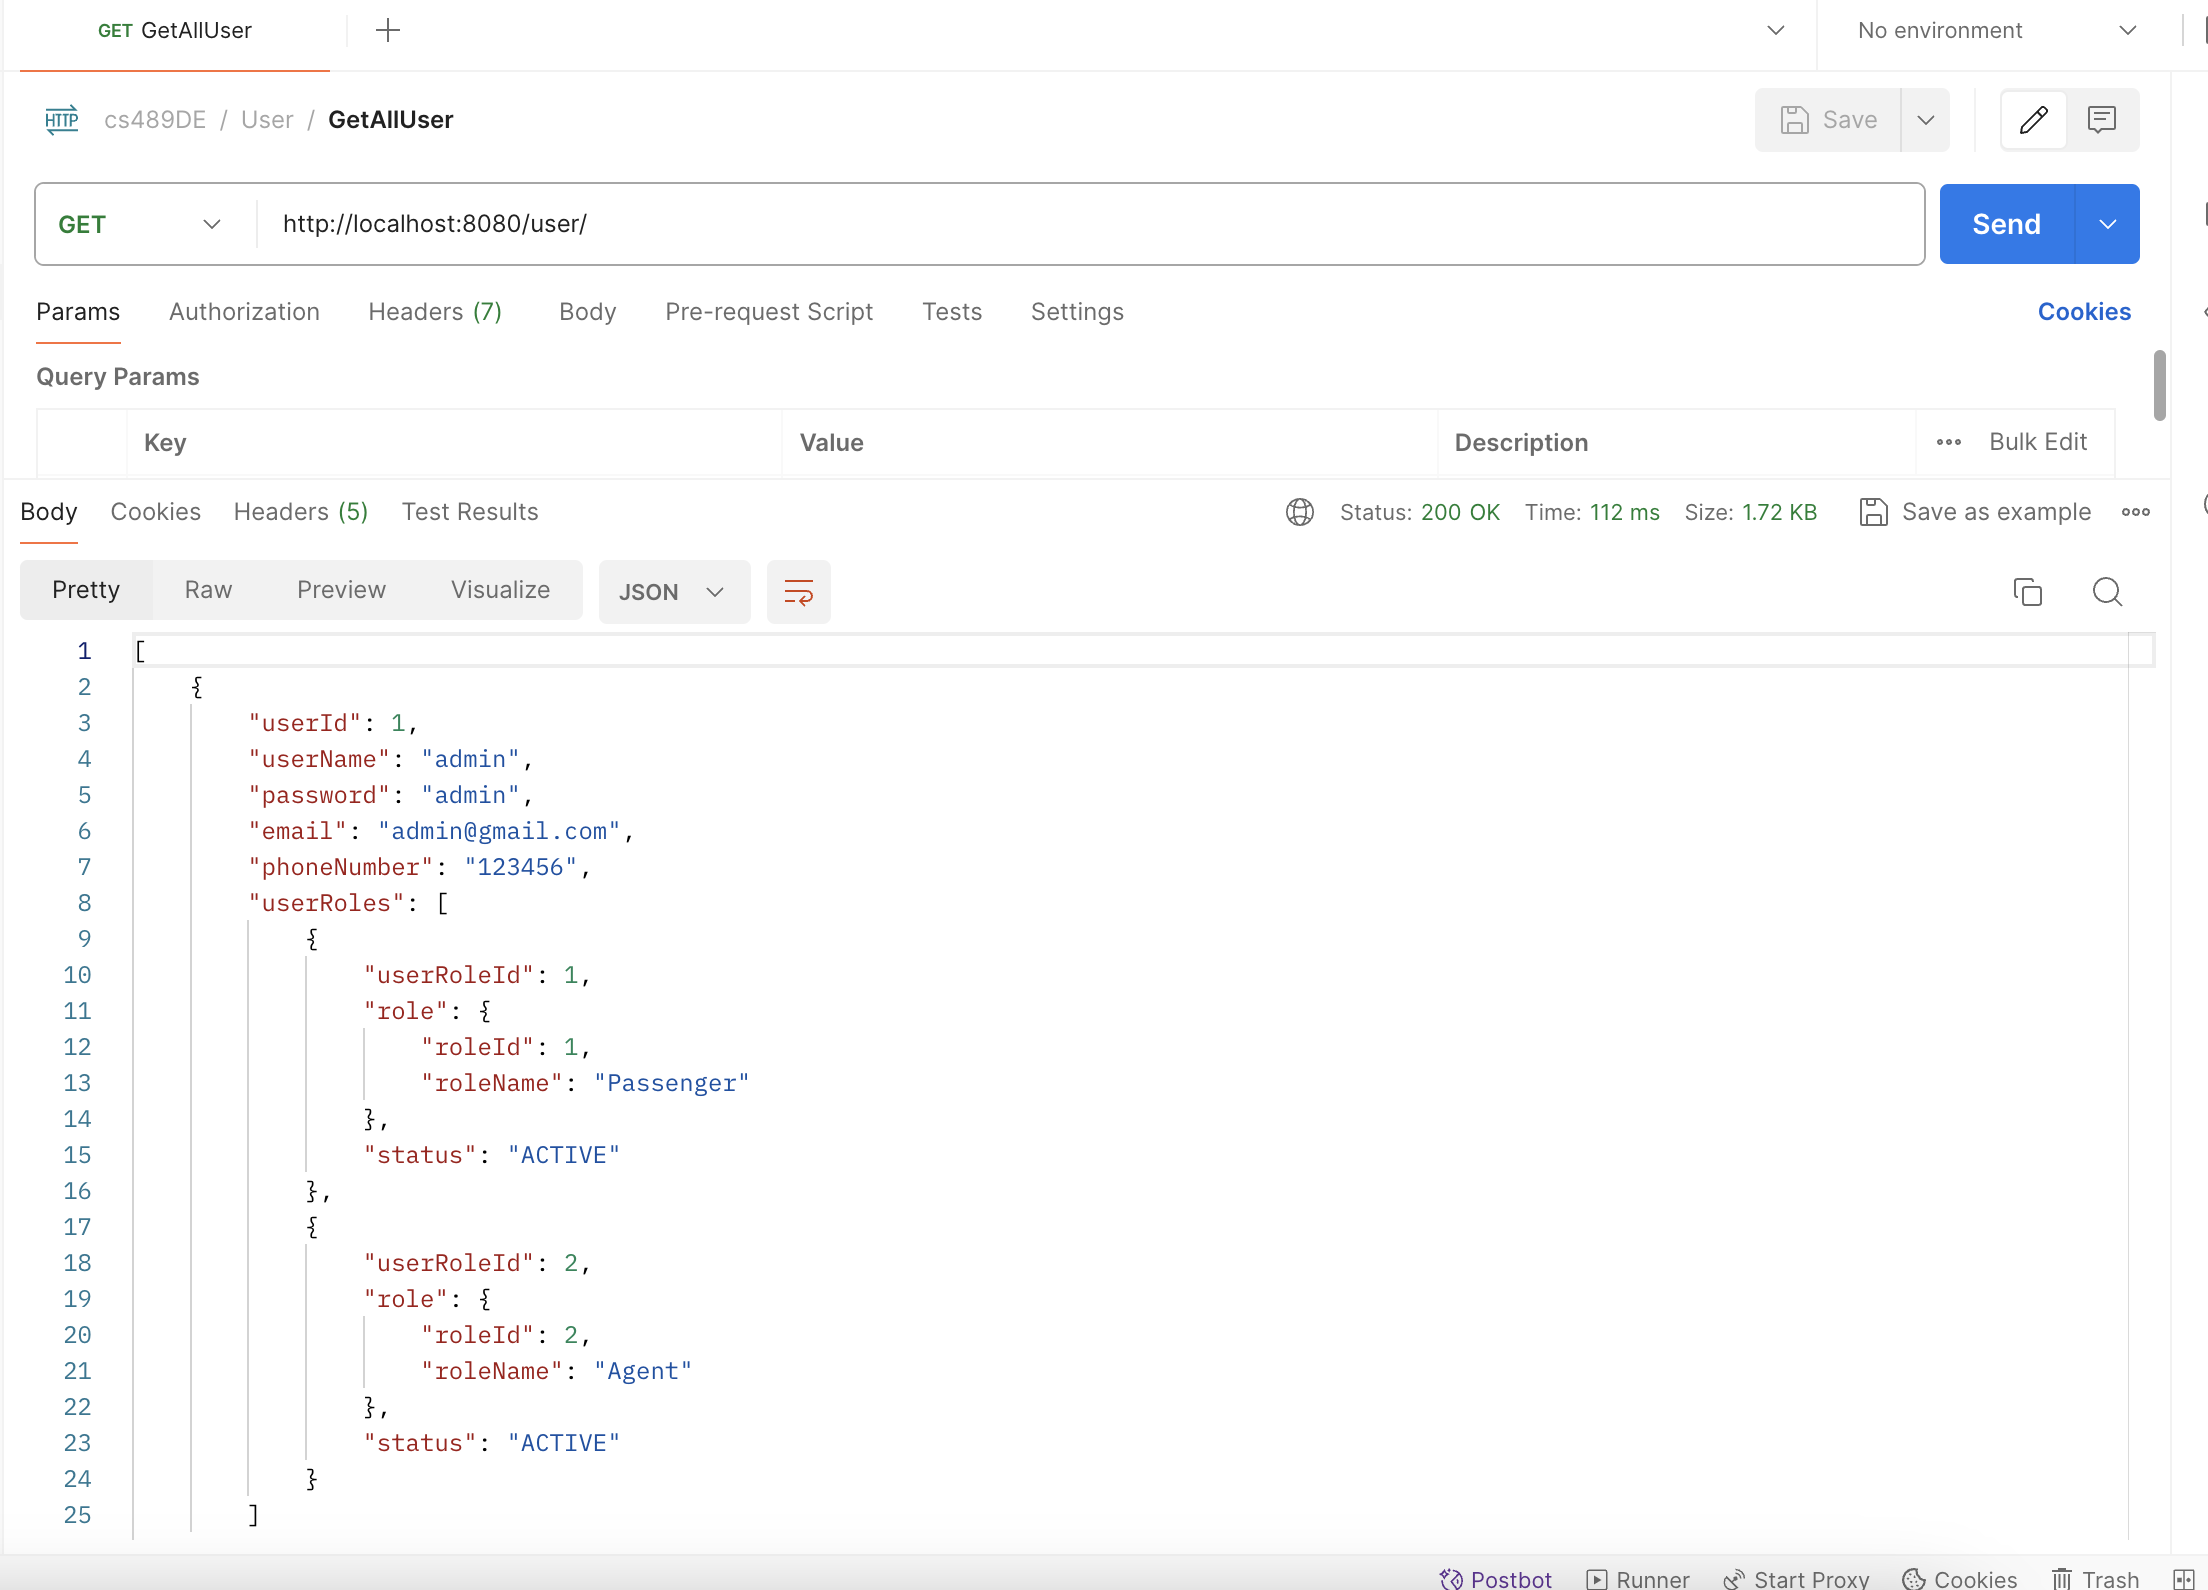 GET GetAllUser
No environment
HTTP cs489DE / User / GetAllUser
Save
GET http://localhost:8080/user/
Send
Params Authorization Headers (7) Body Pre-request Script Tests Settings Cookies
Query Params
Key Value Description Bulk Edit
Body Cookies Headers (5) Test Results Status: 200 OK Time: 112 ms Size: 1.72 KB Save as example
Pretty Raw Preview Visualize JSON
1 [
2 {
3 "userId": 1,
4 "userName": "admin",
5 "password": "admin",
6 "email": "admin@gmail.com",
7 "phoneNumber": "123456",
8 "userRoles": [
9 {
10 "userRoleId": 1,
11 "role": {
12 "roleId": 1,
13 "roleName": "Passenger"
14 },
15 "status": "ACTIVE"
16 },
17 {
18 "userRoleId": 2,
19 "role": {
20 "roleId": 2,
21 "roleName": "Agent"
22 },
23 "status": "ACTIVE"
24 }
25 ]
Postbot Runner Start Proxy Cookies Trash